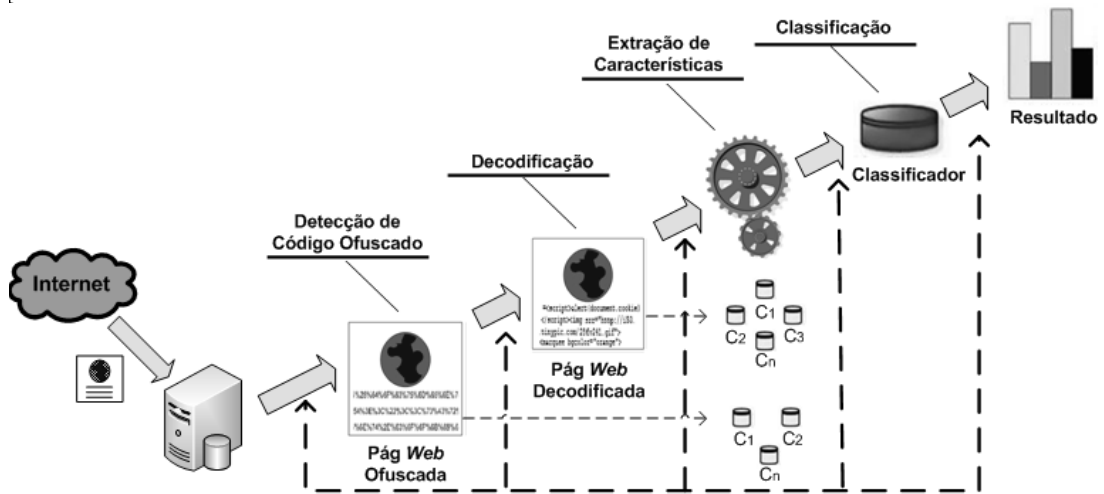 Classificação
Extração de
Características
Resultado
Classificador
Decodificação
Detecção de
Código Ofuscado
Internet
Pág Web
Decodificada
C1
C2
C3
Cn
Pág Web
Ofuscada
C1
C2
Cn